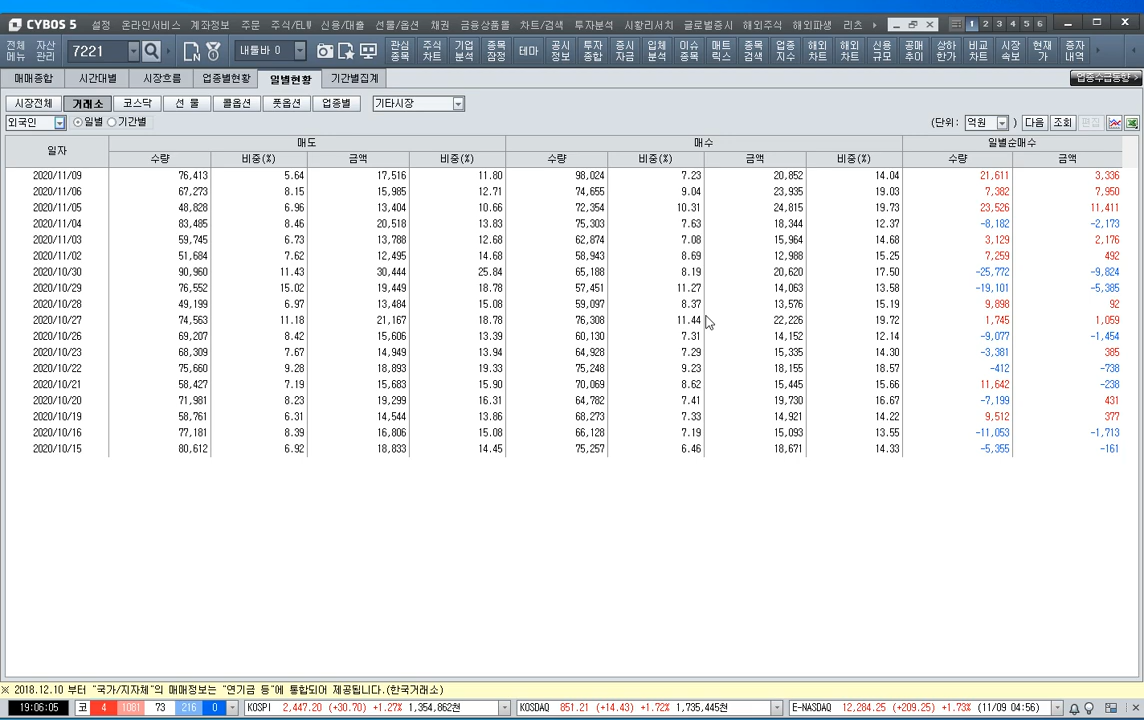 CYBOS 5 설정 온라인서비스 계좌정보 주문 주식/ELW 신용/대출 선물/옵션 채권 금융상품몰 차트/검색 투자분석 시황리서치 글로벌증시 해외주식 해외파생 리츠 1 2 3 4 5 6
전체메뉴 자산관리 7221 내툴바 0 관심종목 주식차트 기업분석 종목잠정 테마 공시정보 투자종합 증시자금 입체분석 이슈종목 매트릭스 종목검색 업종지수 해외차트 해외차트 신용규모 공매추이 상하한가 비교차트 시장속보 현재가 증자내역
매매종합 시간대별 시장흐름 업종별현황 일별현황 기간별집계 업종수급동향 >
시장전체 거래소 코스닥 선 물 콜옵션 풋옵션 업종별 기타시장
외국인 일별 기간별 (단위: 억원 ) 다음 조회 편집
일자 매도 매수 일별순매수
수량 비중(%) 금액 비중(%) 수량 비중(%) 금액 비중(%) 수량 금액
2020/11/09 76,413 5.64 17,516 11.80 98,024 7.23 20,852 14.04 21,611 3,336
2020/11/06 67,273 8.15 15,985 12.71 74,655 9.04 23,935 19.03 7,382 7,950
2020/11/05 48,828 6.96 13,404 10.66 72,354 10.31 24,815 19.73 23,526 11,411
2020/11/04 83,485 8.46 20,518 13.83 75,303 7.63 18,344 12.37 -8,182 -2,173
2020/11/03 59,745 6.73 13,788 12.68 62,874 7.08 15,964 14.68 3,129 2,176
2020/11/02 51,684 7.62 12,495 14.68 58,943 8.69 12,988 15.25 7,259 492
2020/10/30 90,960 11.43 30,444 25.84 65,188 8.19 20,620 17.50 -25,772 -9,824
2020/10/29 76,552 15.02 19,449 18.78 57,451 11.27 14,063 13.58 -19,101 -5,385
2020/10/28 49,199 6.97 13,484 15.08 59,097 8.37 13,576 15.19 9,898 92
2020/10/27 74,563 11.18 21,167 18.78 76,308 11.44 22,226 19.72 1,745 1,059
2020/10/26 69,207 8.42 15,606 13.39 60,130 7.31 14,152 12.14 -9,077 -1,454
2020/10/23 68,309 7.67 14,949 13.94 64,928 7.29 15,335 14.30 -3,381 385
2020/10/22 75,660 9.28 18,893 19.33 75,248 9.23 18,155 18.57 -412 -738
2020/10/21 58,427 7.19 15,683 15.90 70,069 8.62 15,445 15.66 11,642 -238
2020/10/20 71,981 8.23 19,299 16.31 64,782 7.41 19,730 16.67 -7,199 431
2020/10/19 58,761 6.31 14,544 13.86 68,273 7.33 14,921 14.22 9,512 377
2020/10/16 77,181 8.39 16,806 15.08 66,128 7.19 15,093 13.55 -11,053 -1,713
2020/10/15 80,612 6.92 18,833 14.45 75,257 6.46 18,671 14.33 -5,355 -161
※ 2018.12.10 부터 "국가/지자체"의 매매정보는 "연기금 등"에 통합되어 제공됩니다.(한국거래소)
19:06:05 코 4 1081 73 216 0 KOSPI 2,447.20 (+30.70) +1.27% 1,354,862천 KOSDAQ 851.21 (+14.43) +1.72% 1,735,445천 E-NASDAQ 12,284.25 (+209.25) +1.73% (11/09 04:56)